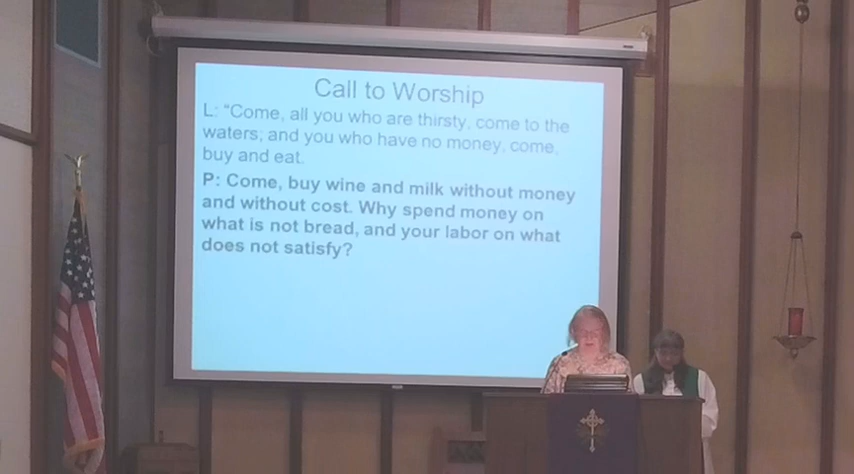 Call to Worship
L: “Come, all you who are thirsty, come to the
waters; and you who have no money, come,
buy and eat.
P: Come, buy wine and milk without money
and without cost. Why spend money on
what is not bread, and your labor on what
does not satisfy?